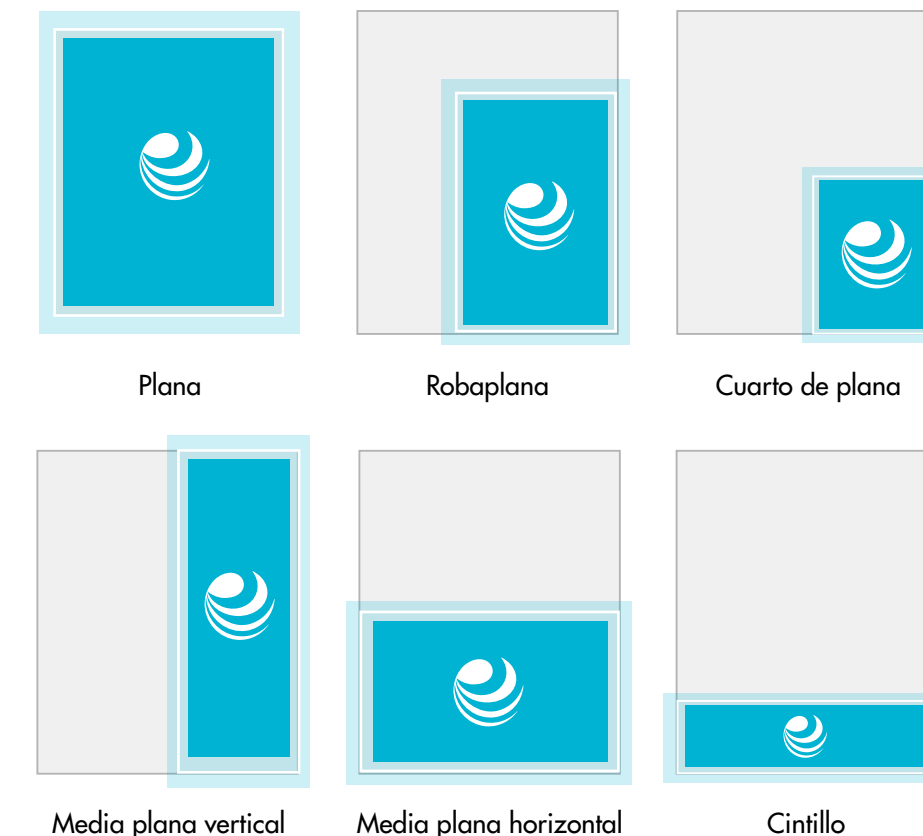 Plana
Robaplana
Cuarto de plana
Media plana vertical
Media plana horizontal
Cintillo